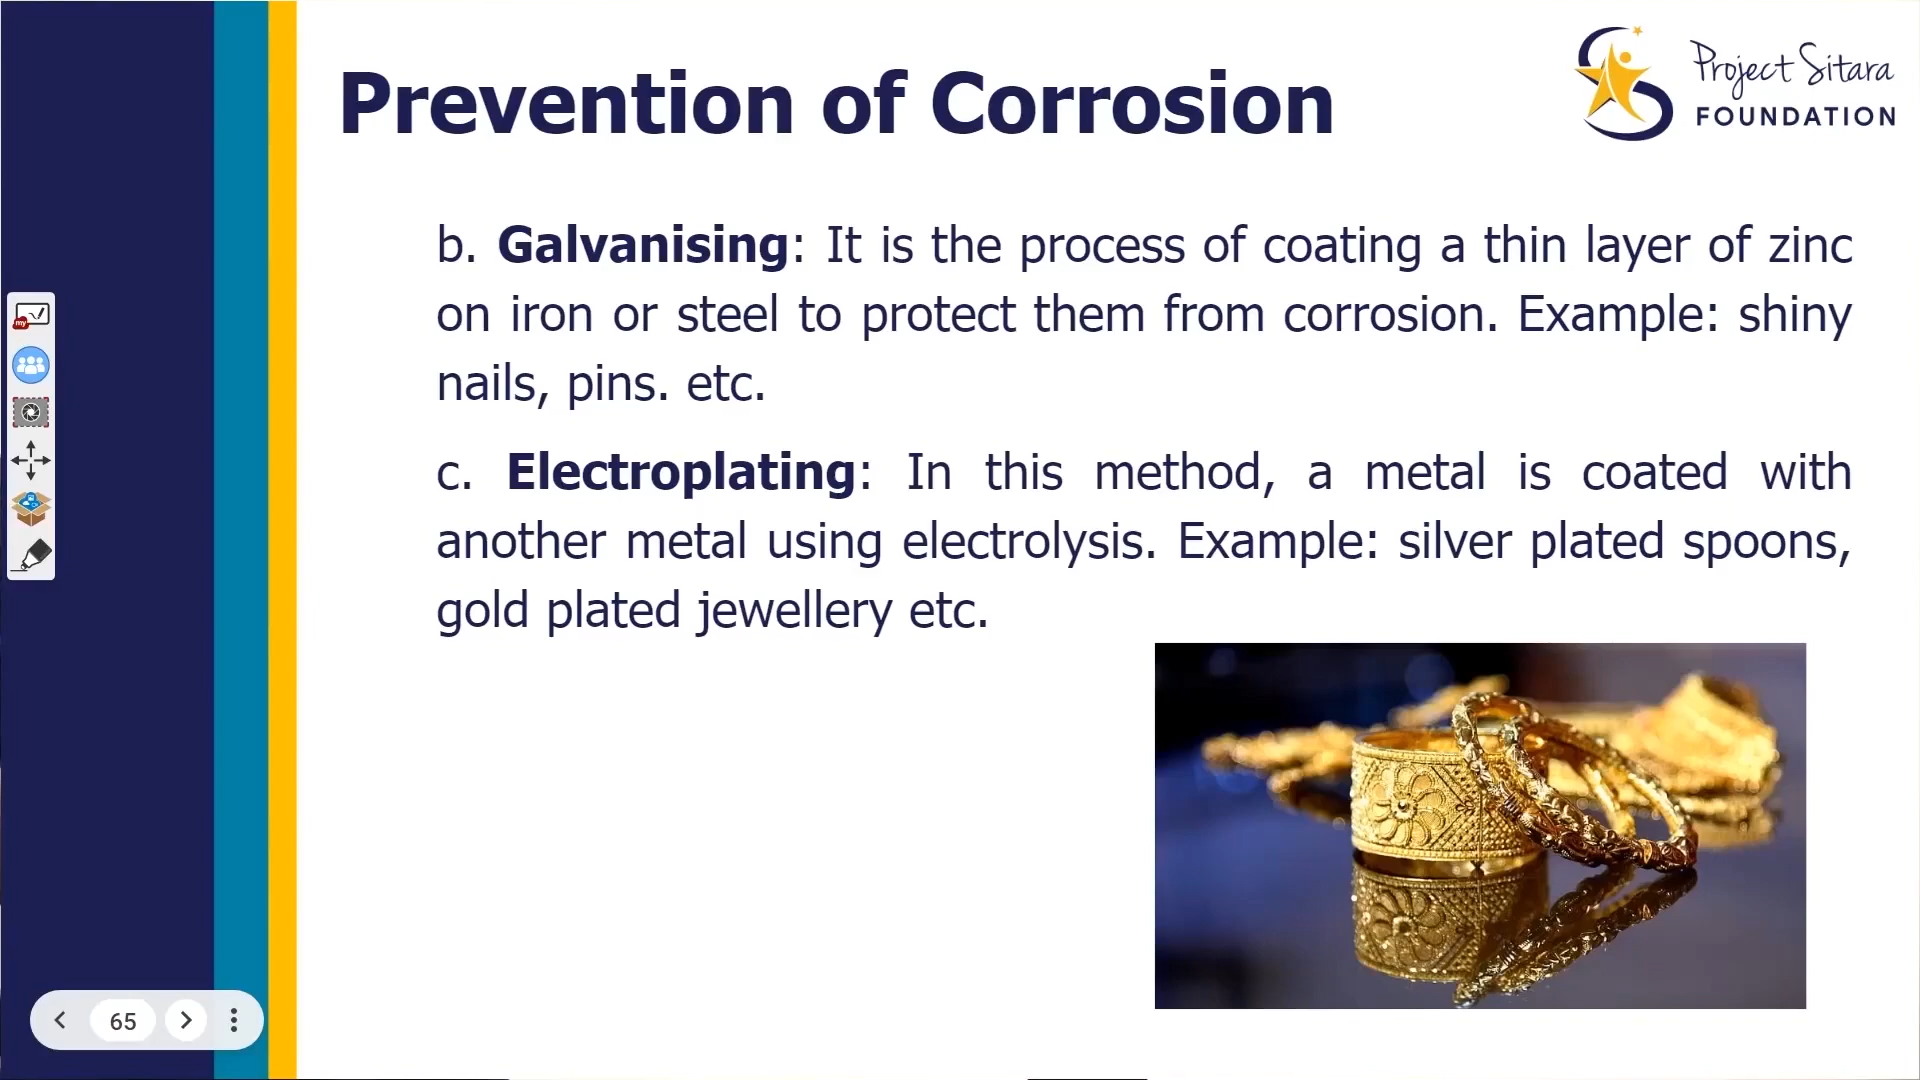 Prevention of Corrosion
Project Sitara
FOUNDATION
b. Galvanising: It is the process of coating a thin layer of zinc
on iron or steel to protect them from corrosion. Example: shiny
nails, pins. etc.
c. Electroplating: In this method, a metal is coated with
another metal using electrolysis. Example: silver plated spoons,
gold plated jewellery etc.
my
65